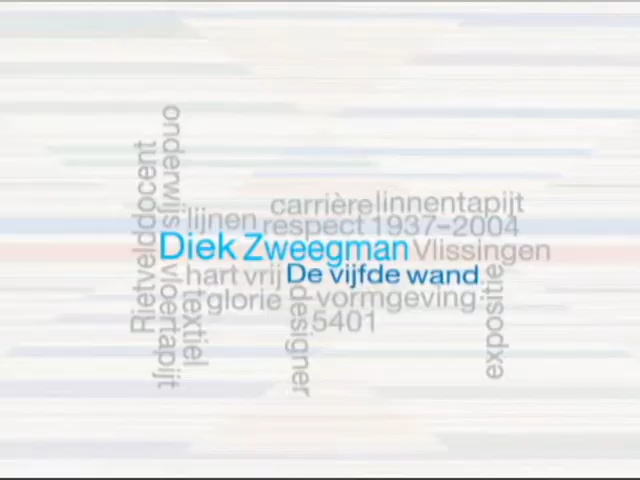 onderwijs
Rietvelddocent
carrière linnentapijt
lijnen respect 1937-2004
Diek Zweegman Vlissingen
hart vrij De vijfde wand
glorie vormgeving
5401
vloertapijt
textiel
designer
expositie